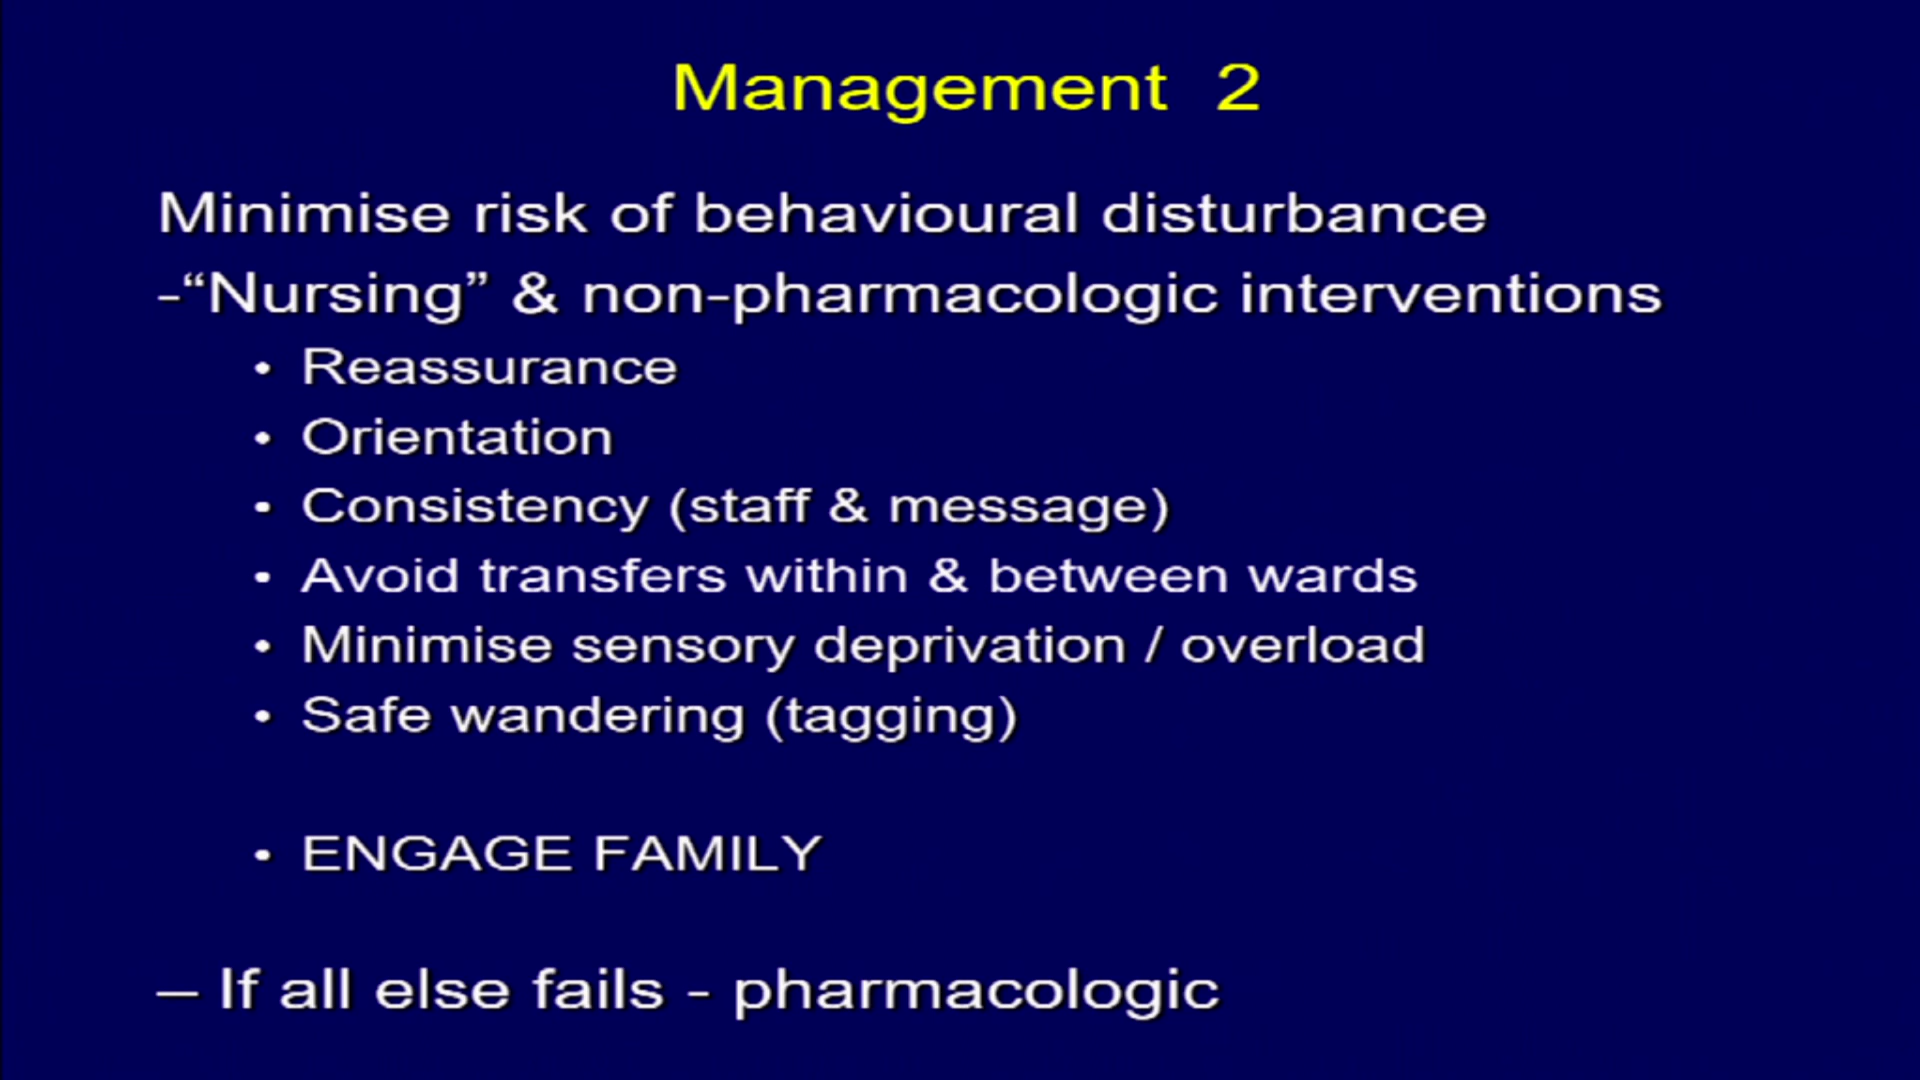 Management 2
Minimise risk of behavioural disturbance
-“Nursing” & non-pharmacologic interventions
• Reassurance
• Orientation
• Consistency (staff & message)
• Avoid transfers within & between wards
• Minimise sensory deprivation / overload
• Safe wandering (tagging)
• ENGAGE FAMILY
– If all else fails - pharmacologic